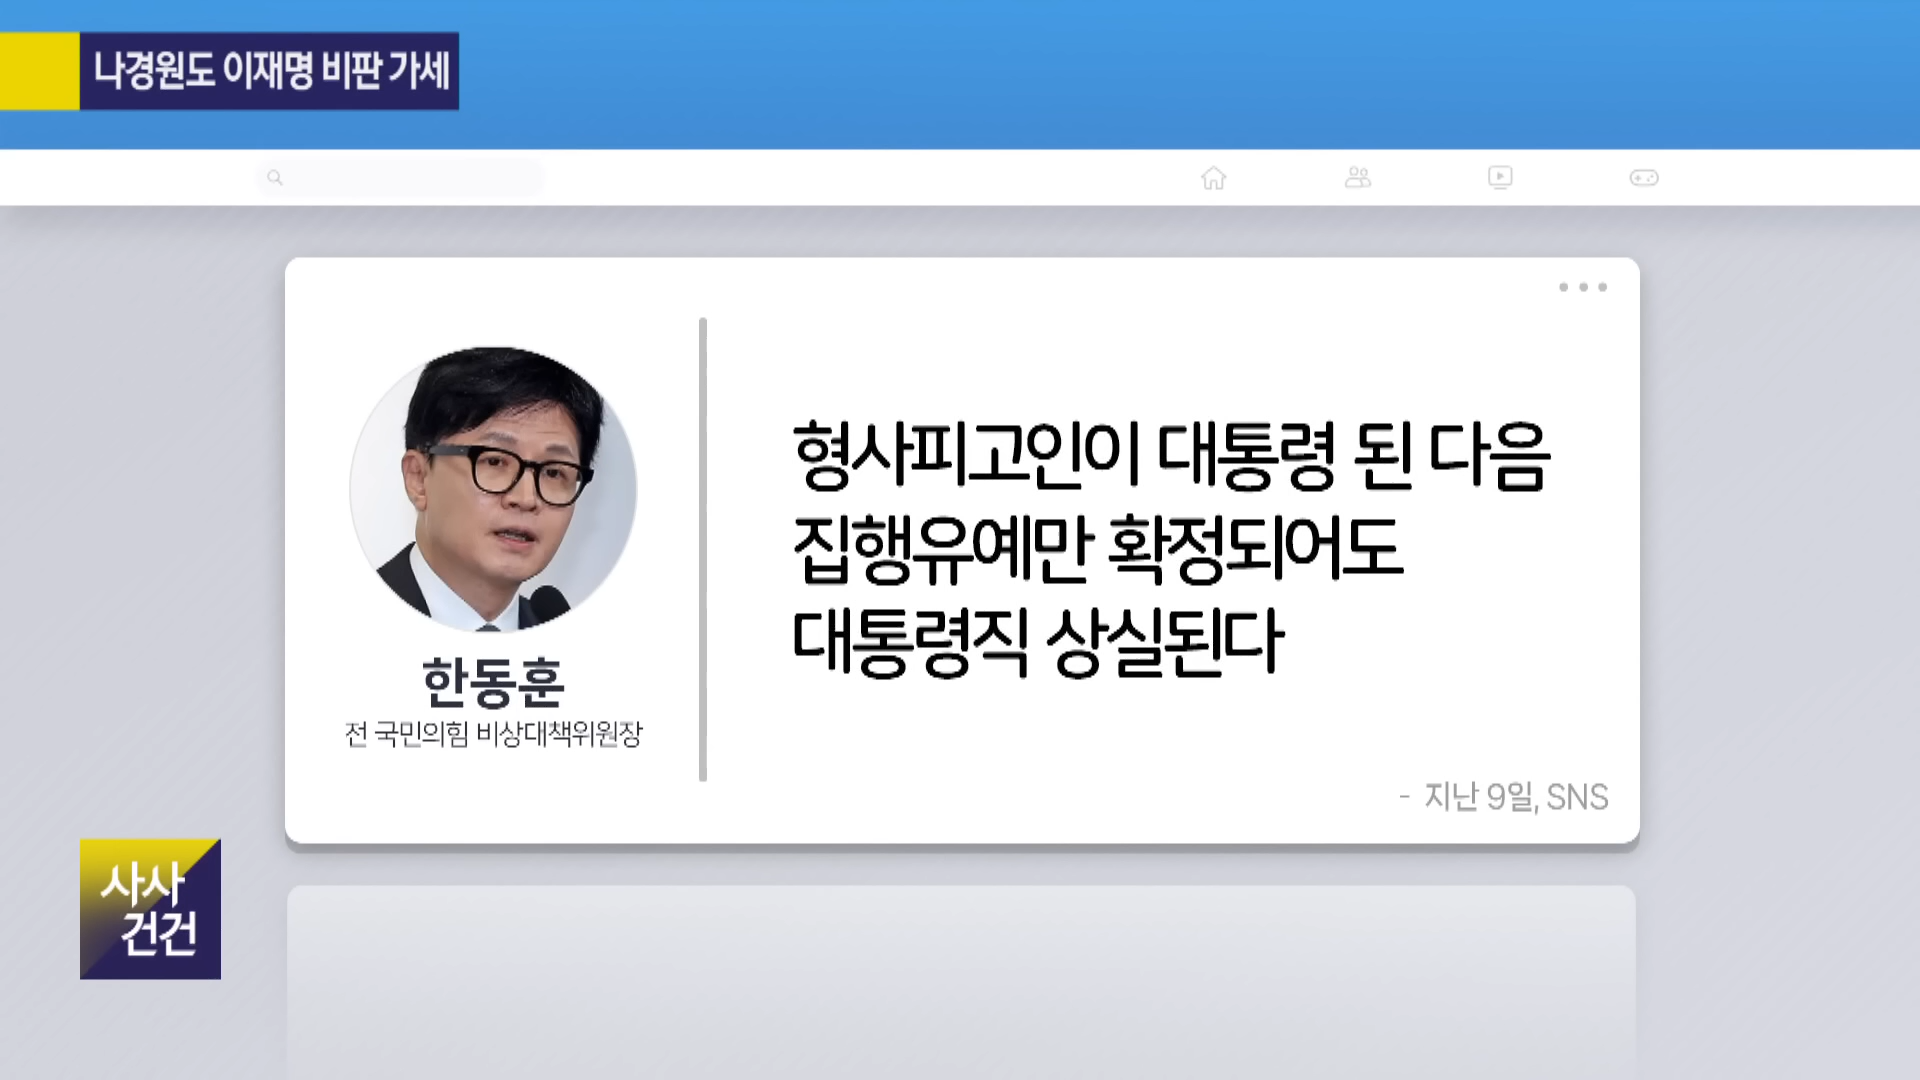 나경원도 이재명 비판 가세
형사피고인이 대통령 된 다음
집행유예만 확정되어도
대통령직 상실된다
한동훈
전 국민의힘 비상대책위원장
- 지난 9일, SNS
사사
건건